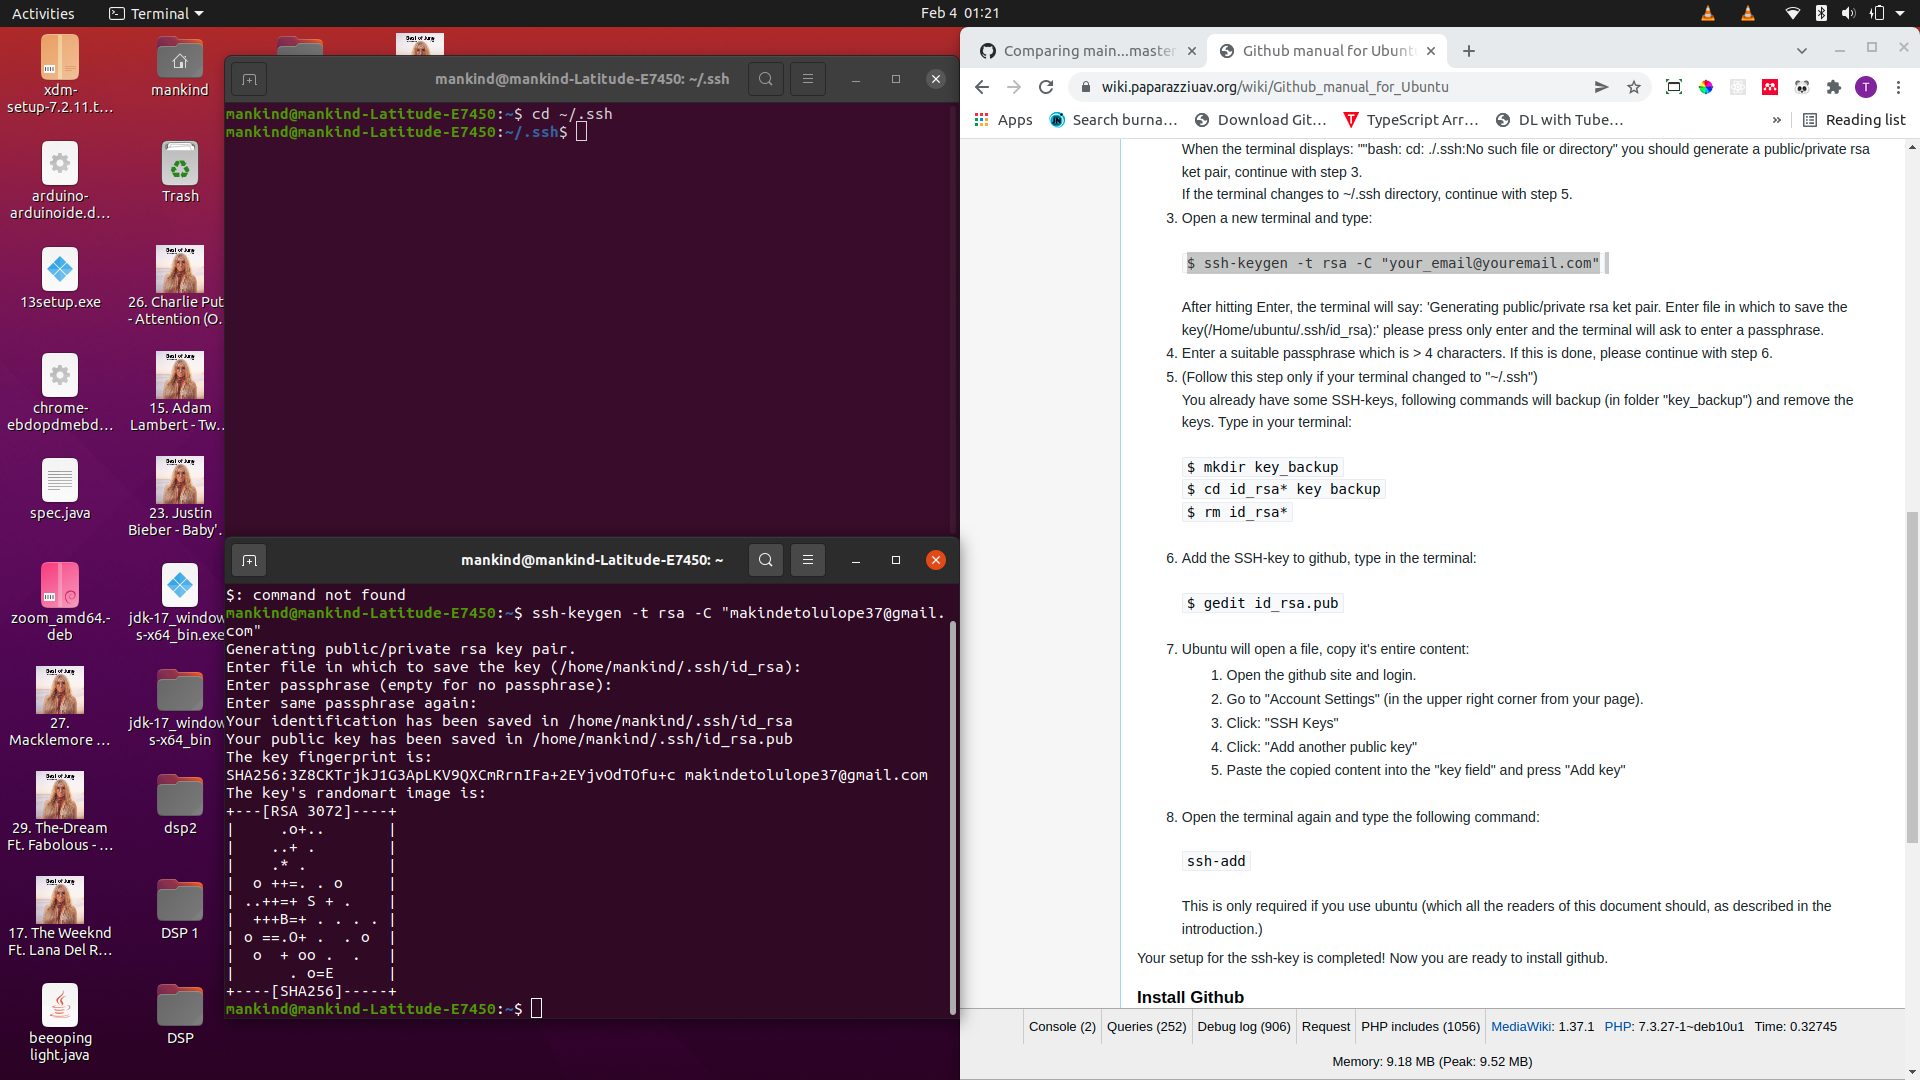 Activities
Terminal
Feb 4 01:21
xdm-
setup-7.2.11.t…
mankind
arduino-
arduinoide.d…
Trash
13setup.exe
26. Charlie Put
- Attention (O.
chrome-
ebdopdmebd…
15. Adam
Lambert - Tw…
spec.java
23. Justin
Bieber - Baby'.
zoom_amd64.-
deb
jdk-17_window
s-x64_bin.exe
27.
Macklemore …
jdk-17_window
s-x64_bin
29. The-Dream
Ft. Fabolous - …
dsp2
17. The Weeknd
Ft. Lana Del R…
DSP 1
beeoping
light.java
DSP
mankind@mankind-Latitude-E7450: ~/.ssh
mankind@mankind-Latitude-E7450:~$ cd ~/.ssh
mankind@mankind-Latitude-E7450:~/.ssh$
mankind@mankind-Latitude-E7450: ~
$: command not found
mankind@mankind-Latitude-E7450:~$ ssh-keygen -t rsa -C "makindetolulope37@gmail.
com"
Generating public/private rsa key pair.
Enter file in which to save the key (/home/mankind/.ssh/id_rsa):
Enter passphrase (empty for no passphrase):
Enter same passphrase again:
Your identification has been saved in /home/mankind/.ssh/id_rsa
Your public key has been saved in /home/mankind/.ssh/id_rsa.pub
The key fingerprint is:
SHA256:3Z8CKTrjkJ1G3ApLKV9QXCmRrnIFa+2EYjvOdTOfu+c makindetolulope37@gmail.com
The key's randomart image is:
+---[RSA 3072]----+
|     .o+..       |
|    ..+ .        |
|    .* .         |
|  o ++=. . o     |
| ..++=+ S + .    |
|  +++B=+ . . . . |
| o ==.O+ .  . o  |
|  o  + oo .  .   |
|      . o=E      |
+----[SHA256]-----+
mankind@mankind-Latitude-E7450:~$
Comparing main...master
Github manual for Ubuntu
wiki.paparazziuav.org/wiki/Github_manual_for_Ubuntu
T
Apps
Search burna…
Download Git…
TypeScript Arr…
DL with Tube…
»
Reading list
When the terminal displays: ""bash: cd: ./.ssh:No such file or directory" you should generate a public/private rsa
ket pair, continue with step 3.
If the terminal changes to ~/.ssh directory, continue with step 5.
3. Open a new terminal and type:
$ ssh-keygen -t rsa -C "your_email@youremail.com"
After hitting Enter, the terminal will say: 'Generating public/private rsa ket pair. Enter file in which to save the
key(/Home/ubuntu/.ssh/id_rsa):' please press only enter and the terminal will ask to enter a passphrase.
4. Enter a suitable passphrase which is > 4 characters. If this is done, please continue with step 6.
5. (Follow this step only if your terminal changed to "~/.ssh")
You already have some SSH-keys, following commands will backup (in folder "key_backup") and remove the
keys. Type in your terminal:
$ mkdir key_backup
$ cd id_rsa* key backup
$ rm id_rsa*
6. Add the SSH-key to github, type in the terminal:
$ gedit id_rsa.pub
7. Ubuntu will open a file, copy it's entire content:
1. Open the github site and login.
2. Go to "Account Settings" (in the upper right corner from your page).
3. Click: "SSH Keys"
4. Click: "Add another public key"
5. Paste the copied content into the "key field" and press "Add key"
8. Open the terminal again and type the following command:
ssh-add
This is only required if you use ubuntu (which all the readers of this document should, as described in the
introduction.)
Your setup for the ssh-key is completed! Now you are ready to install github.
Install Github
Console (2) Queries (252) Debug log (906) Request PHP includes (1056) MediaWiki: 1.37.1 PHP: 7.3.27-1~deb10u1 Time: 0.32745
Memory: 9.18 MB (Peak: 9.52 MB)